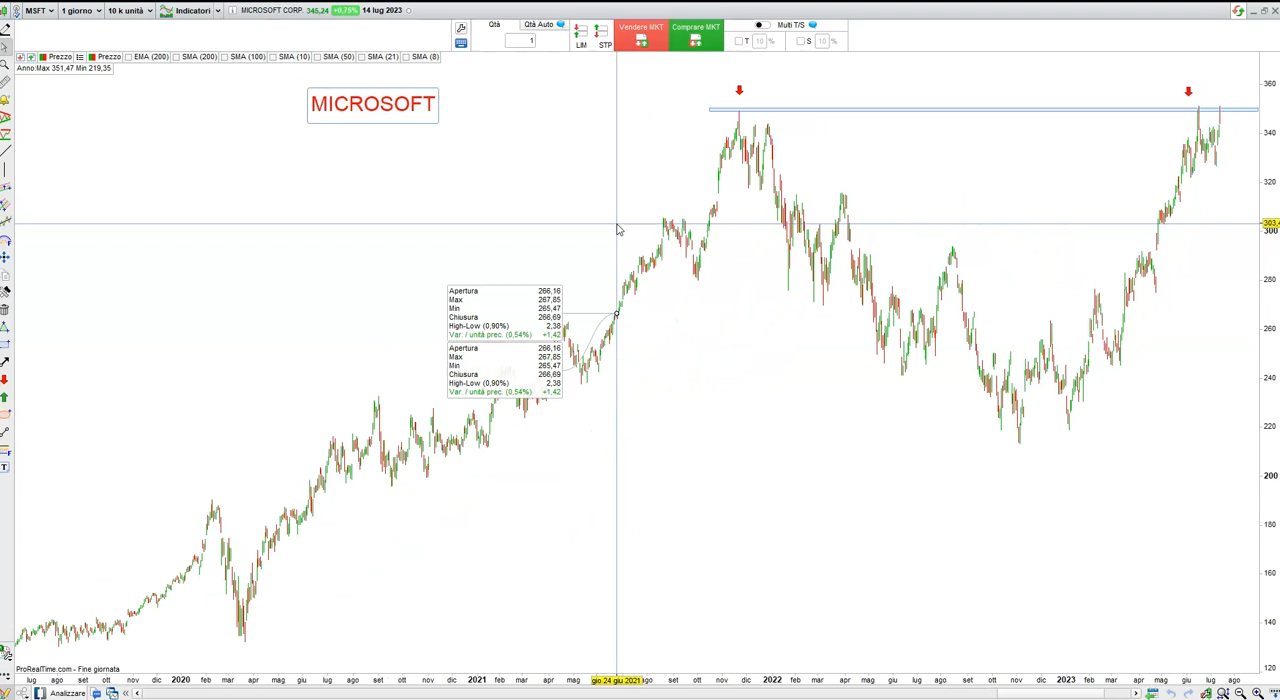 MSFT 1 giorno 10 k unità Indicatori MICROSOFT CORP. 345,24 +0,75% 14 lug 2023
Qtà Qtà Auto 1 LIM STP Vendere MKT Comprare MKT Multi T/S T 10 % S 10 %
Prezzo Prezzo EMA (200) SMA (200) SMA (100) SMA (10) SMA (50) SMA (21) SMA (8)
Anno:Max 351,47 Min 219,35
MICROSOFT
360
340
320
303,4
300
280
260
240
220
200
180
160
140
120
Apertura 266,16
Max 267,85
Min 265,47
Chiusura 266,69
High-Low (0,90%) 2,38
Var. / unità prec. (0,54%) +1,42
Apertura 266,16
Max 267,85
Min 265,47
Chiusura 266,69
High-Low (0,90%) 2,38
Var. / unità prec. (0,54%) +1,42
ProRealTime.com - Fine giornata
lug ago set ott nov dic 2020 feb mar apr mag giu lug ago set ott nov dic 2021 feb mar apr mag gio 24 giu 2021 ago set ott nov dic 2022 feb mar apr mag giu lug ago set ott nov dic 2023 feb mar apr mag giu lug ago
Analizzare